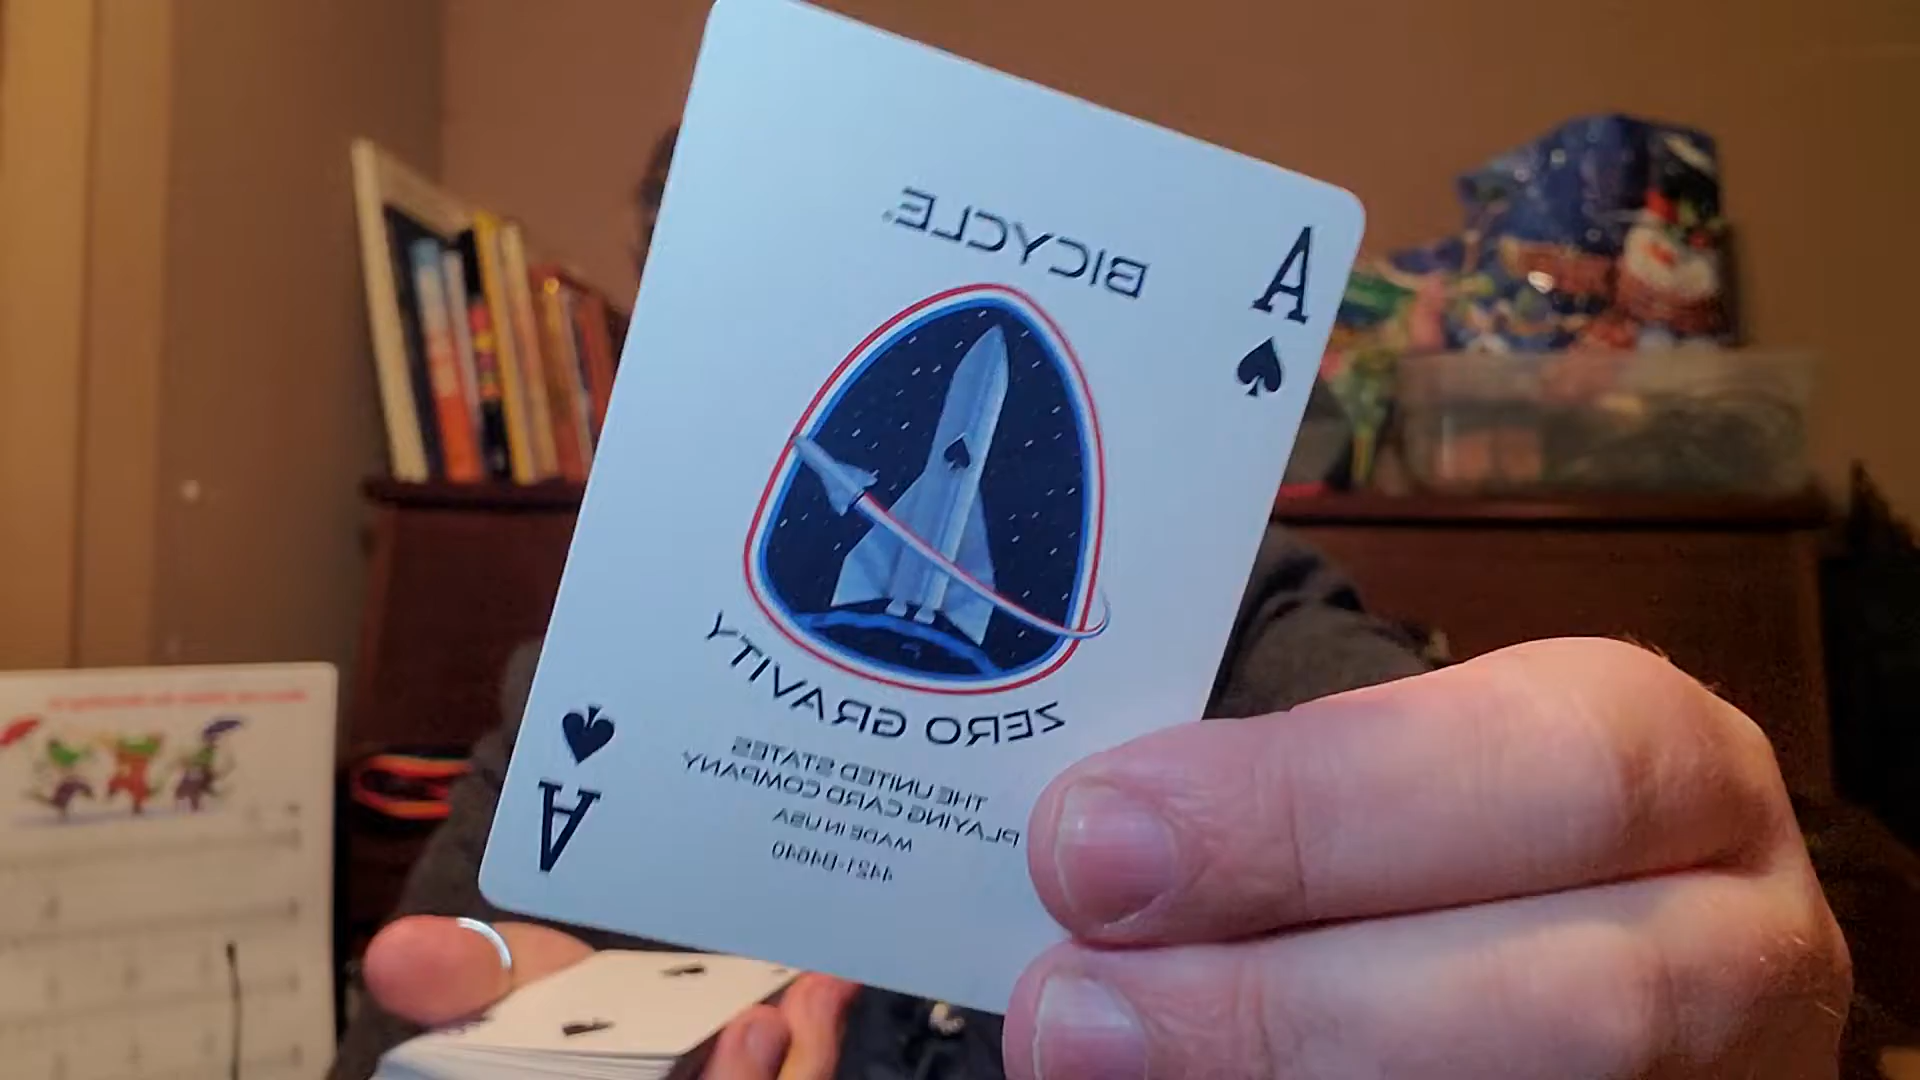 A
BICYCLE
ZERO GRAVITY
THE UNITED STATES
PLAYING CARD COMPANY
MADE IN USA
A